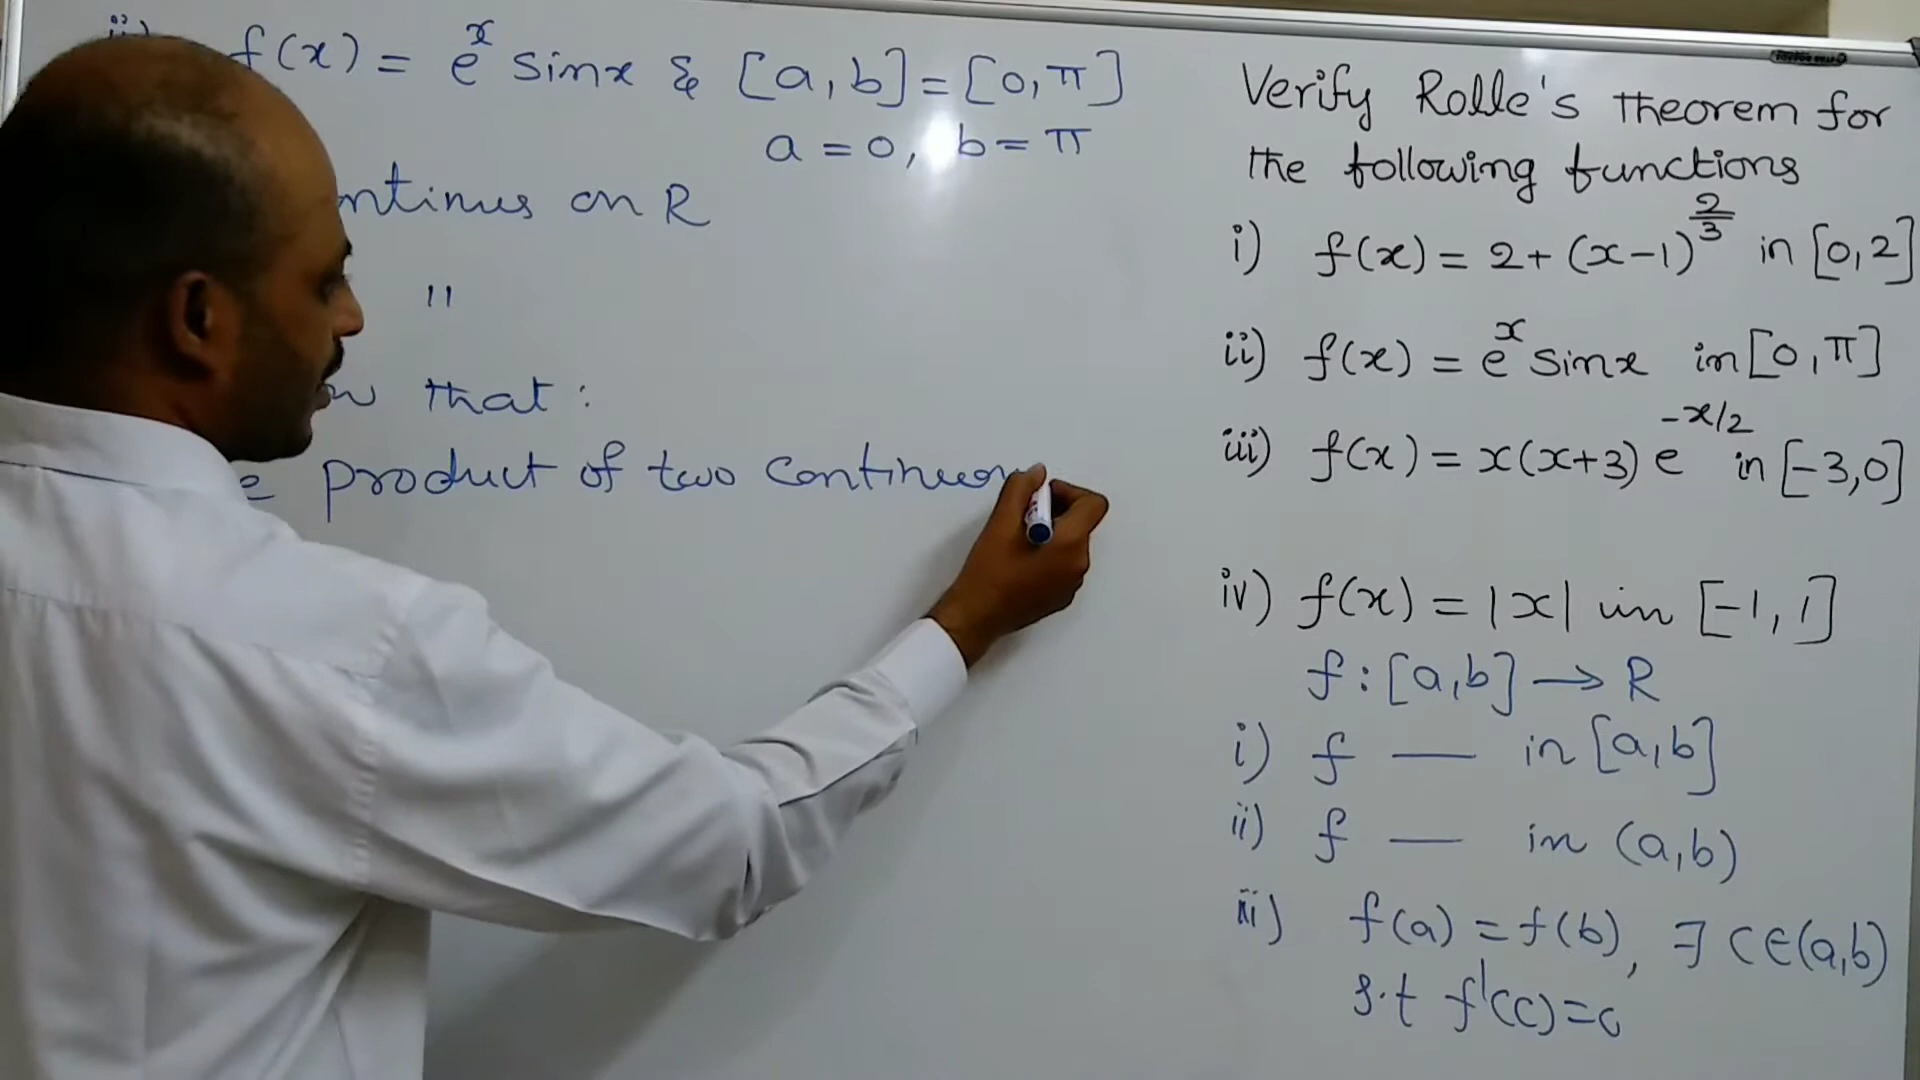 ii) f(x) = e^x sinx & [a, b] = [0, π]
a = 0, b = π
ntinus on R
"
w that :
e product of two continuou
Verify Rolle's theorem for
the following functions
i) f(x) = 2 + (x-1)^(2/3) in [0,2]
ii) f(x) = e^x sinx in [0, π]
iii) f(x) = x(x+3) e^(-x/2) in [-3,0]
iv) f(x) = |x| in [-1, 1]
f : [a,b] → R
i) f — in [a,b]
ii) f — in (a,b)
iii) f(a) = f(b), ∃ c∈(a,b)
s.t f'(c)=0